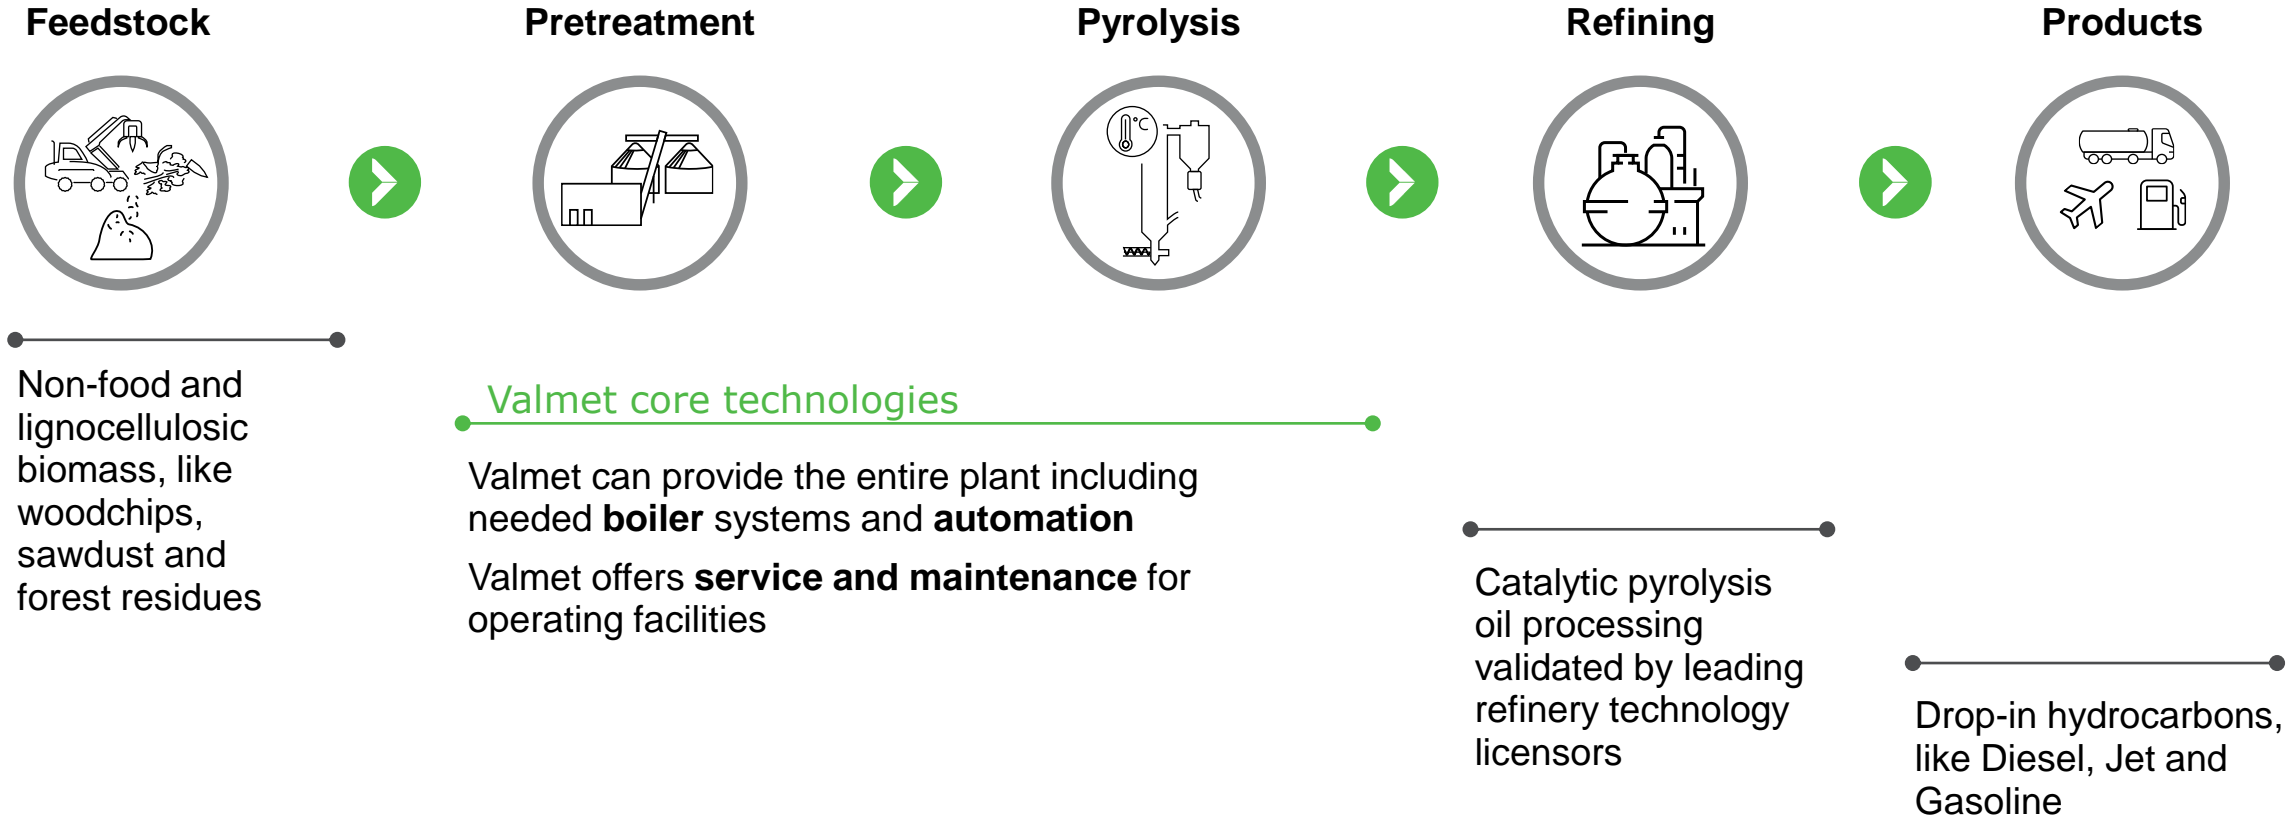 Feedstock
Pretreatment
Pyrolysis
Refining
Products
°C
Non-food and
lignocellulosic
biomass, like
woodchips,
sawdust and
forest residues
Valmet core technologies
Valmet can provide the entire plant including
needed boiler systems and automation
Valmet offers service and maintenance for
operating facilities
Catalytic pyrolysis
oil processing
validated by leading
refinery technology
licensors
Drop-in hydrocarbons,
like Diesel, Jet and
Gasoline